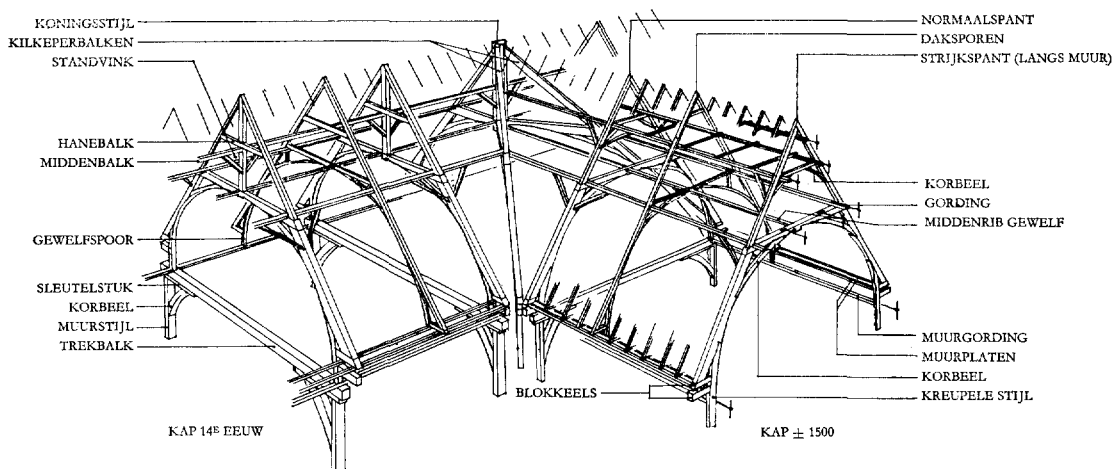 KONINGSSTIJL
KILKEPERBALKEN
STANDVINK
HANEBALK
MIDDENBALK
GEWELFSPOOR
SLEUTELSTUK
KORBEEL
MUURSTIJL
TREKBALK
NORMAALSPANT
DAKSPOREN
STRIJKSPANT (LANGS MUUR)
KORBEEL
GORDING
MIDDENRIB GEWELF
MUURGORDING
MUURPLATEN
KORBEEL
KREUPELE STIJL
BLOKKEELS
KAP 14E EEUW
KAP ± 1500